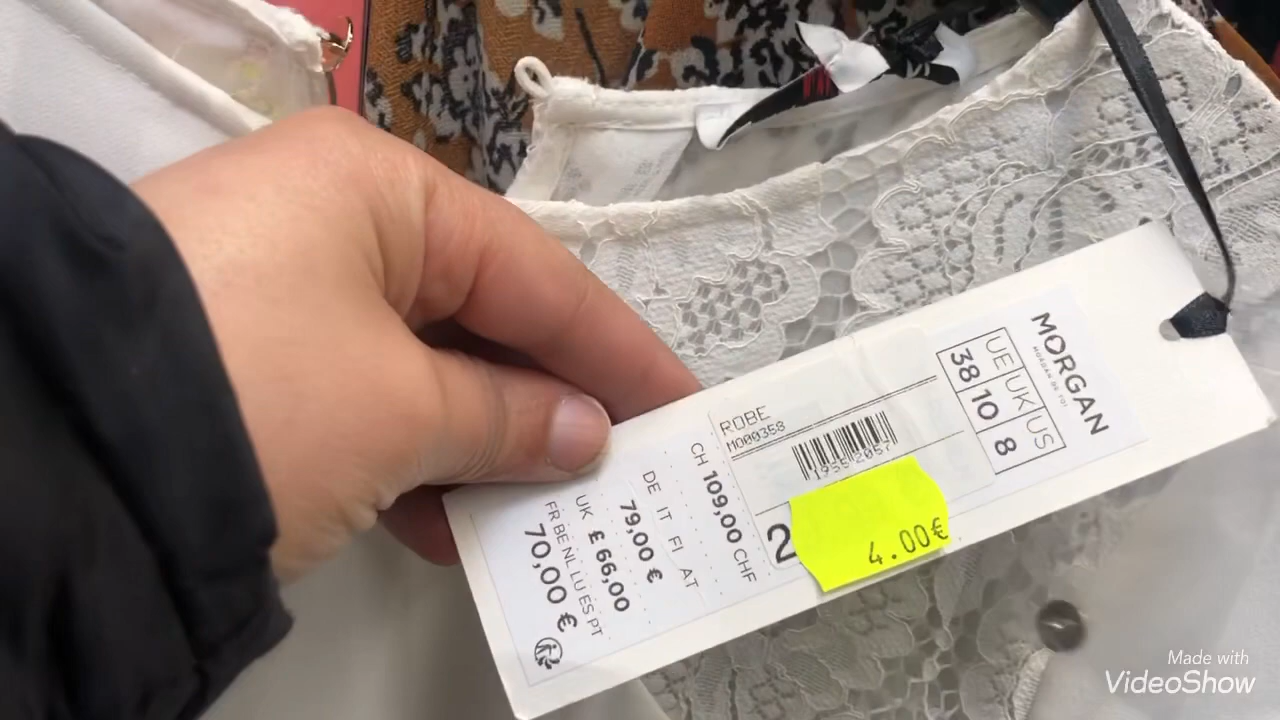 MORGAN
MORGAN DE TOI
UE UK US
38 10 8
ROBE
M000358
2
4.00€
CH 109,00 CHF
DE IT FI AT
79,00 €
UK £ 66,00
FR BE NL LU ES PT
70,00 €
Made with
VideoShow